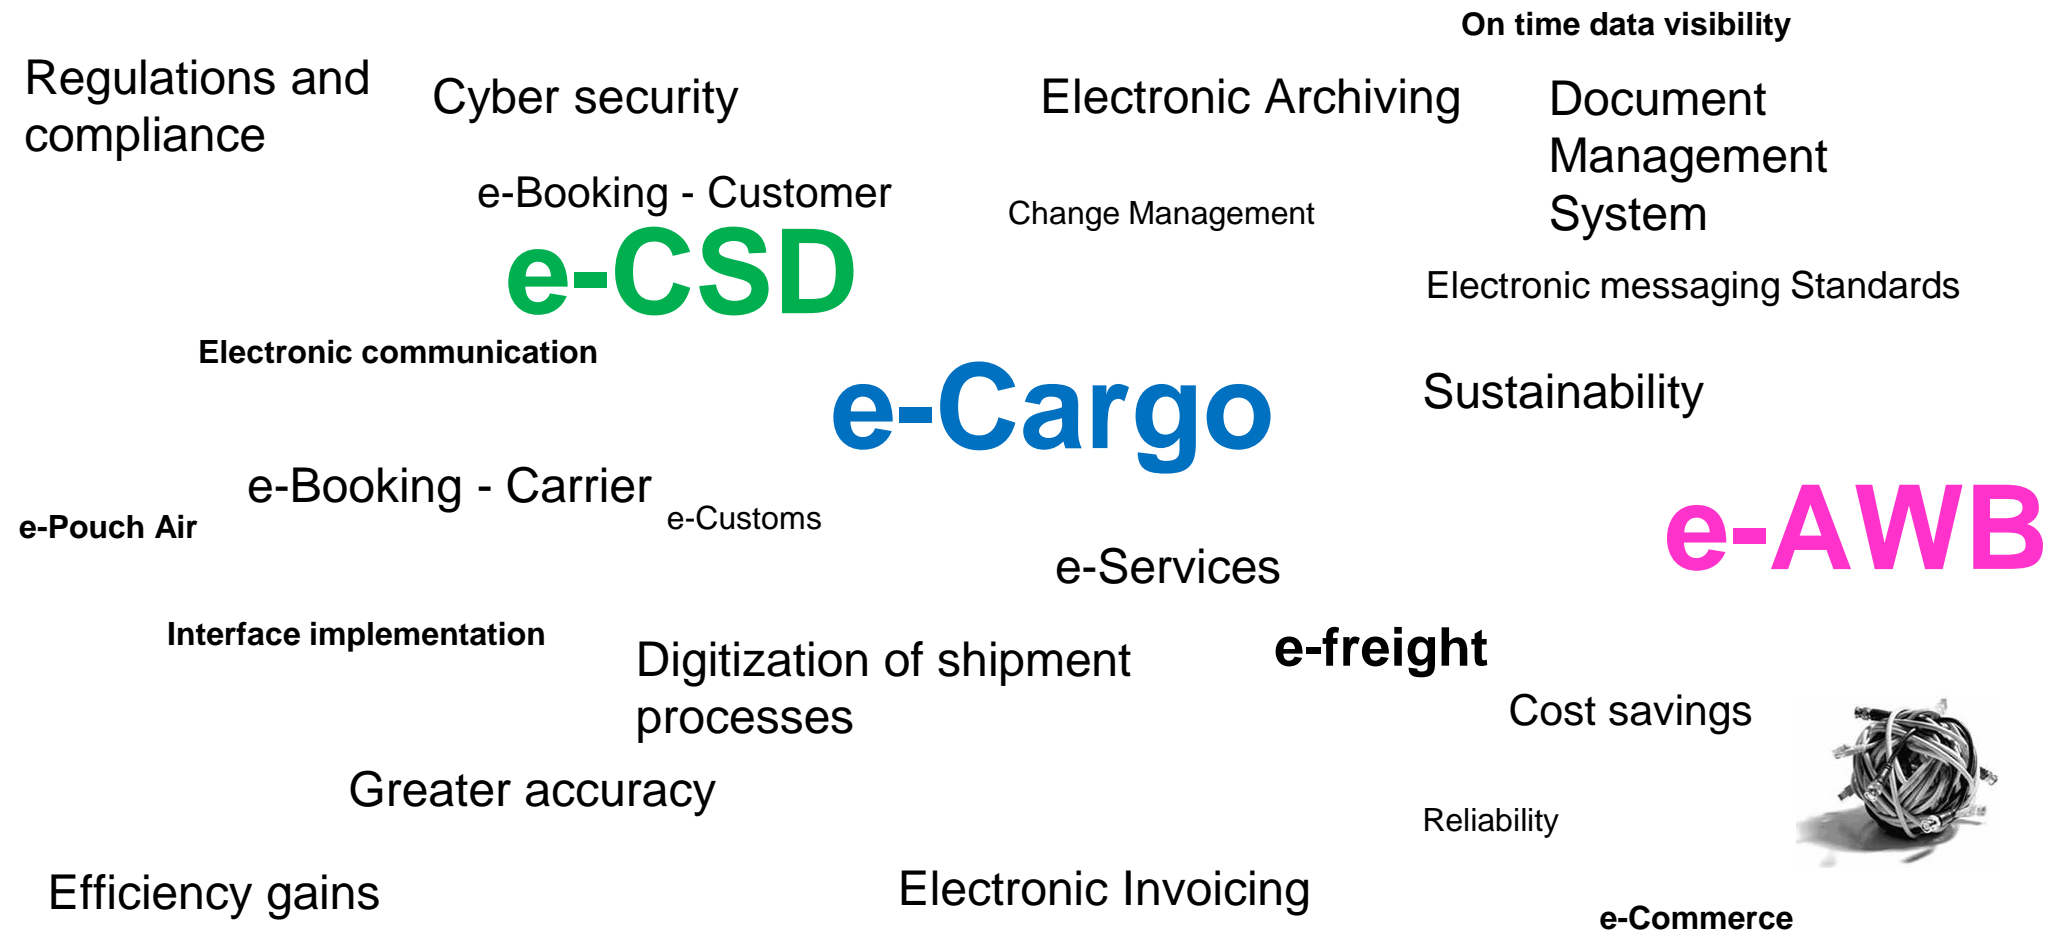 On time data visibility
Regulations and
compliance
Cyber security
Electronic Archiving
Document
Management
System
e-Booking - Customer
Change Management
e-CSD
Electronic messaging Standards
Electronic communication
e-Cargo
Sustainability
e-Booking - Carrier
e-Pouch Air
e-Customs
e-AWB
e-Services
Interface implementation
Digitization of shipment
processes
e-freight
Cost savings
Greater accuracy
Reliability
Efficiency gains
Electronic Invoicing
e-Commerce